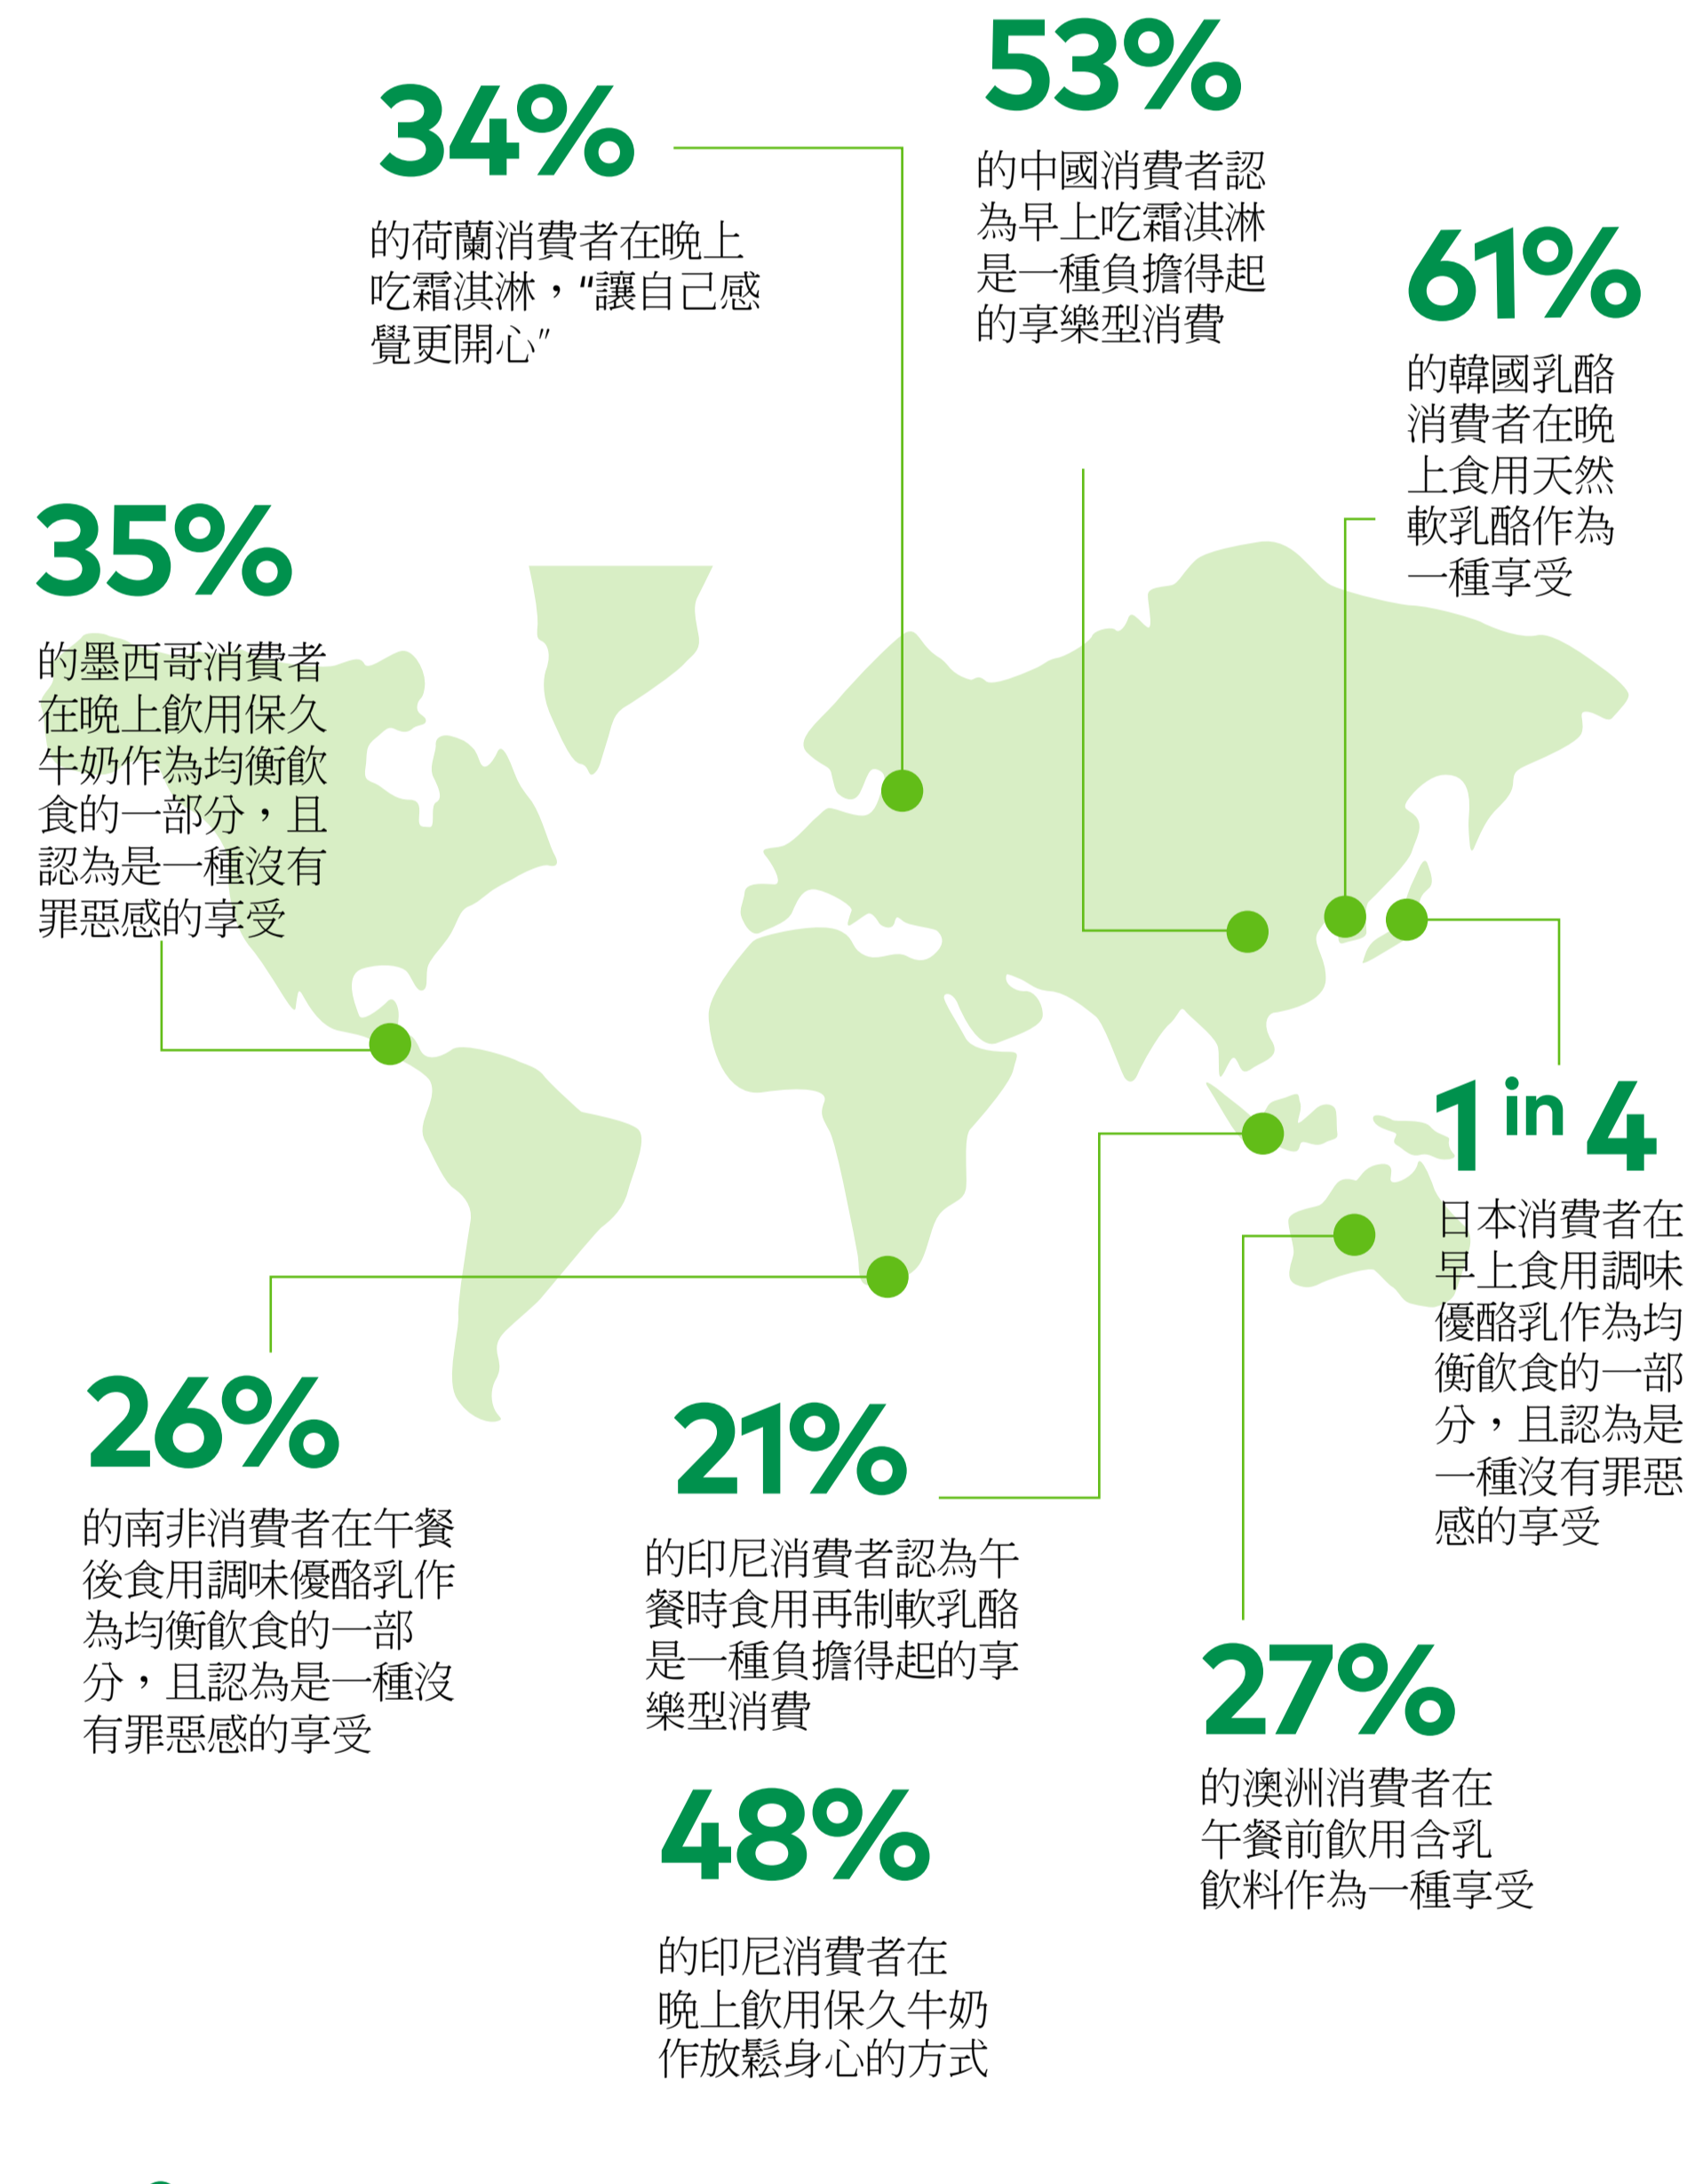 53%
的中國消費者認
為早上吃霜淇淋
是一種負擔得起
的享樂型消費
34%
的荷蘭消費者在晚上
吃霜淇淋，"讓自己感
覺更開心"
61%
的韓國乳酪
消費者在晚
上食用天然
軟乳酪作為
一種享受
35%
的墨西哥消費者
在晚上飲用保久
牛奶作為均衡飲
食的一部分，且
認為是一種沒有
罪惡感的享受
1 in 4
日本消費者在
早上食用調味
優酪乳作為均
衡飲食的一部
分，且認為是
一種沒有罪惡
感的享受
26%
的南非消費者在午餐
後食用調味優酪乳作
為均衡飲食的一部
分，且認為是一種沒
有罪惡感的享受
21%
的印尼消費者認為午
餐時食用再制軟乳酪
是一種負擔得起的享
樂型消費
27%
的澳洲消費者在
午餐前飲用含乳
飲料作為一種享受
48%
的印尼消費者在
晚上飲用保久牛奶
作放鬆身心的方式